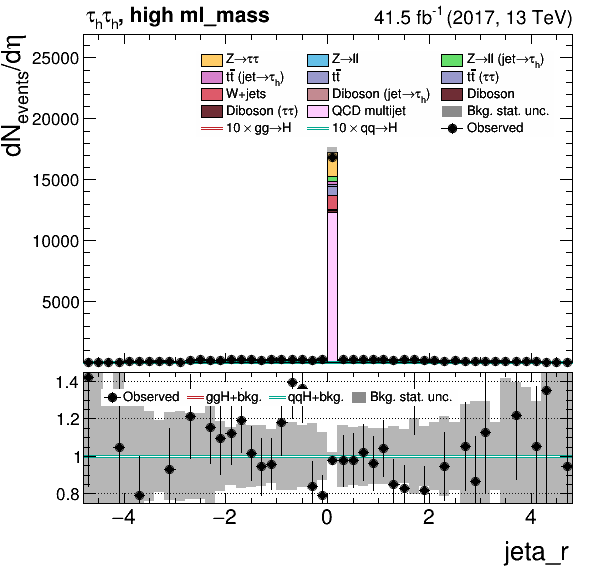 τₕτₕ, high ml_mass 41.5 fb⁻¹ (2017, 13 TeV)
dN_events/dη
25000
20000
15000
10000
5000
0
Z→ττ Z→ll Z→ll (jet→τₕ)
tt̄ (jet→τₕ) tt̄ tt̄ (ττ)
W+jets Diboson (jet→τₕ) Diboson
Diboson (ττ) QCD multijet Bkg. stat. unc.
10 × gg→H 10 × qq→H Observed
1.4
1.2
1
0.8
Observed ggH+bkg. qqH+bkg. Bkg. stat. unc.
−4 −2 0 2 4
jeta_r